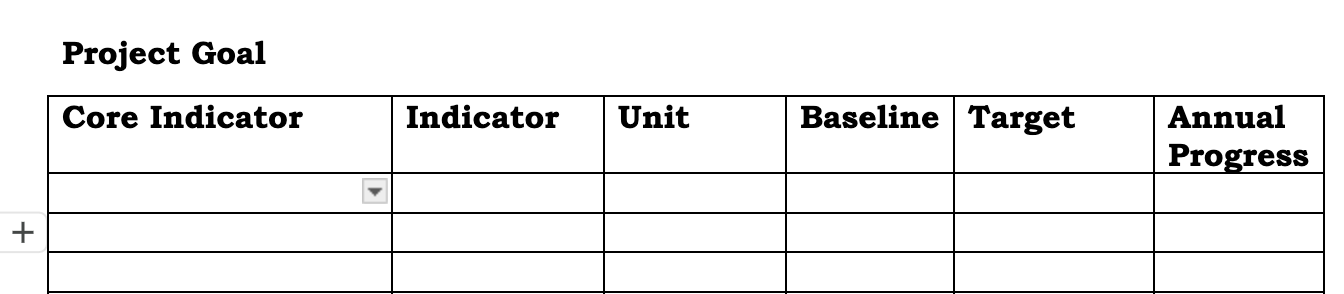 Project Goal
Core Indicator Indicator Unit Baseline Target Annual Progress